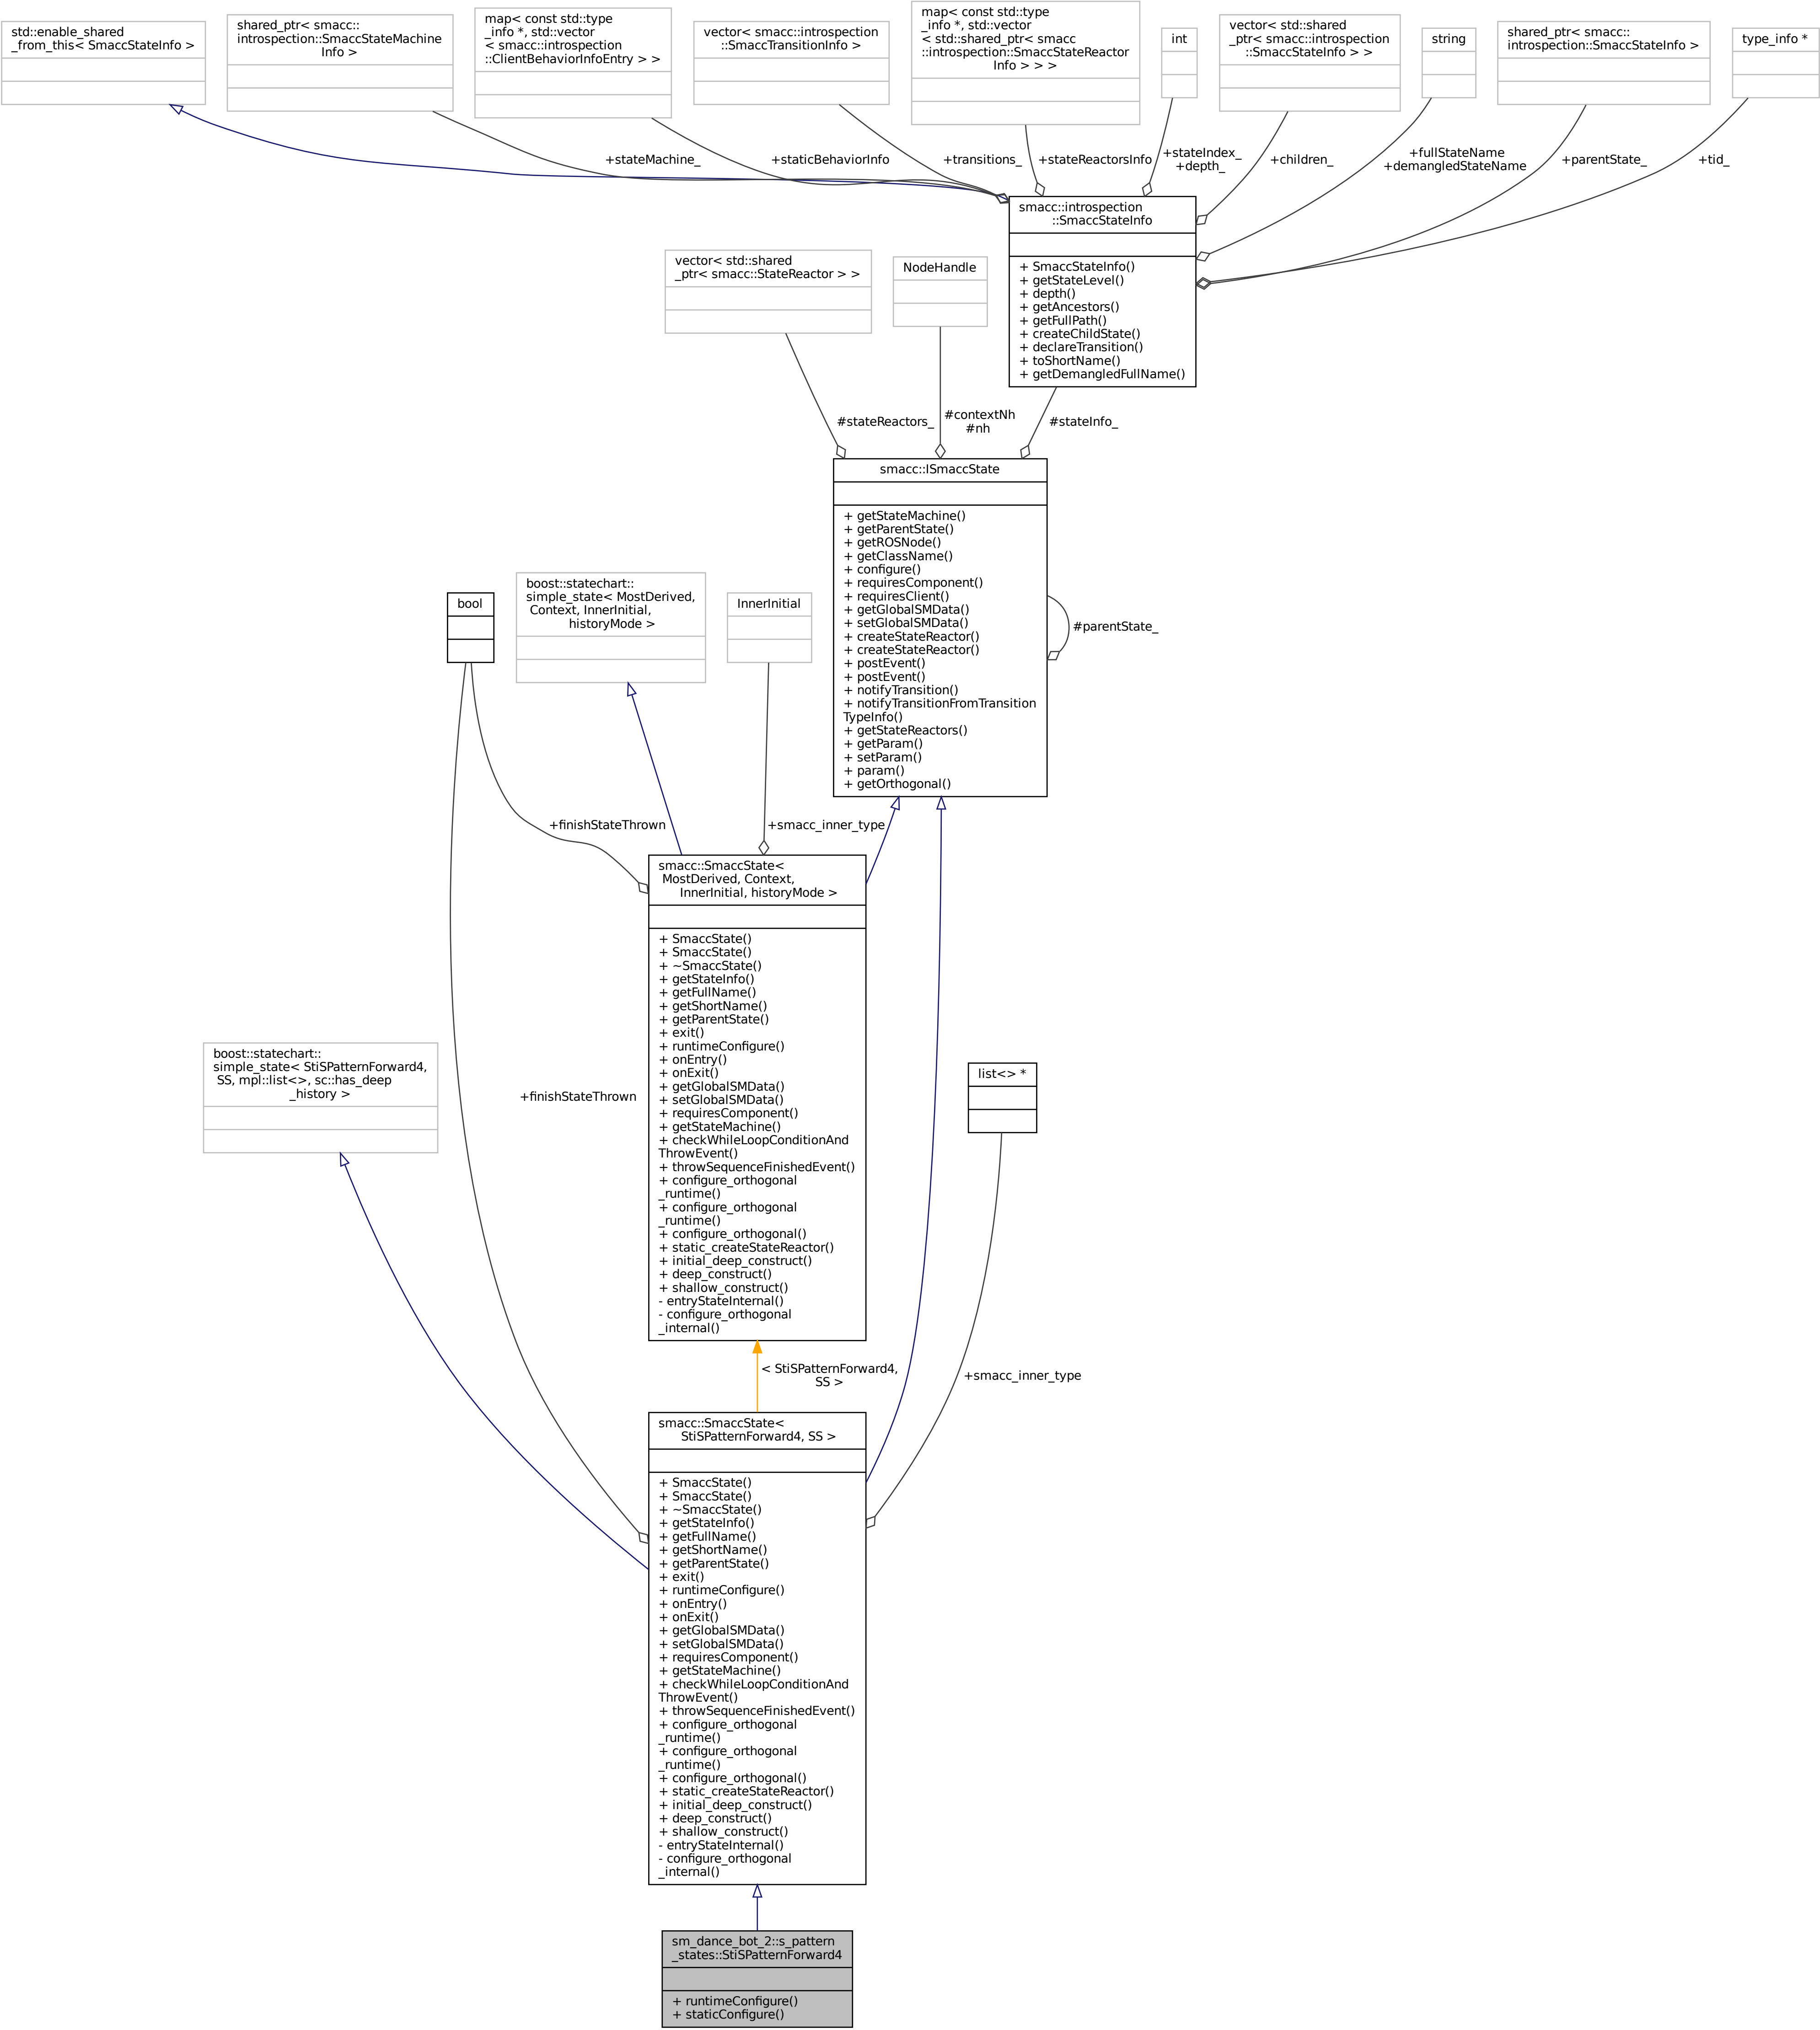 std::enable_shared
_from_this< SmaccStateInfo >
shared_ptr< smacc::
introspection::SmaccStateMachine
Info >
map< const std::type
_info *, std::vector
< smacc::introspection
::ClientBehaviorInfoEntry > >
vector< smacc::introspection
::SmaccTransitionInfo >
map< const std::type
_info *, std::vector
< std::shared_ptr< smacc
::introspection::SmaccStateReactor
Info > > >
int
vector< std::shared
_ptr< smacc::introspection
::SmaccStateInfo > >
string
shared_ptr< smacc::
introspection::SmaccStateInfo >
type_info *
+stateMachine_
+staticBehaviorInfo
+transitions_
+stateReactorsInfo
+stateIndex_
+depth_
+children_
+fullStateName
+demangledStateName
+parentState_
+tid_
smacc::introspection
::SmaccStateInfo
+ SmaccStateInfo()
+ getStateLevel()
+ depth()
+ getAncestors()
+ getFullPath()
+ createChildState()
+ declareTransition()
+ toShortName()
+ getDemangledFullName()
vector< std::shared
_ptr< smacc::StateReactor > >
NodeHandle
#stateReactors_
#contextNh
#nh
#stateInfo_
smacc::ISmaccState
+ getStateMachine()
+ getParentState()
+ getROSNode()
+ getClassName()
+ configure()
+ requiresComponent()
+ requiresClient()
+ getGlobalSMData()
+ setGlobalSMData()
+ createStateReactor()
+ createStateReactor()
+ postEvent()
+ postEvent()
+ notifyTransition()
+ notifyTransitionFromTransition
TypeInfo()
+ getStateReactors()
+ getParam()
+ setParam()
+ param()
+ getOrthogonal()
#parentState_
bool
boost::statechart::
simple_state< MostDerived,
Context, InnerInitial,
historyMode >
InnerInitial
+finishStateThrown
+smacc_inner_type
smacc::SmaccState<
MostDerived, Context,
InnerInitial, historyMode >
+ SmaccState()
+ SmaccState()
+ ~SmaccState()
+ getStateInfo()
+ getFullName()
+ getShortName()
+ getParentState()
+ exit()
+ runtimeConfigure()
+ onEntry()
+ onExit()
+ getGlobalSMData()
+ setGlobalSMData()
+ requiresComponent()
+ getStateMachine()
+ checkWhileLoopConditionAnd
ThrowEvent()
+ throwSequenceFinishedEvent()
+ configure_orthogonal
_runtime()
+ configure_orthogonal
_runtime()
+ configure_orthogonal()
+ static_createStateReactor()
+ initial_deep_construct()
+ deep_construct()
+ shallow_construct()
- entryStateInternal()
- configure_orthogonal
_internal()
boost::statechart::
simple_state< StiSPatternForward4,
SS, mpl::list<>, sc::has_deep
_history >
+finishStateThrown
list<> *
< StiSPatternForward4,
SS >
+smacc_inner_type
smacc::SmaccState<
StiSPatternForward4, SS >
+ SmaccState()
+ SmaccState()
+ ~SmaccState()
+ getStateInfo()
+ getFullName()
+ getShortName()
+ getParentState()
+ exit()
+ runtimeConfigure()
+ onEntry()
+ onExit()
+ getGlobalSMData()
+ setGlobalSMData()
+ requiresComponent()
+ getStateMachine()
+ checkWhileLoopConditionAnd
ThrowEvent()
+ throwSequenceFinishedEvent()
+ configure_orthogonal
_runtime()
+ configure_orthogonal
_runtime()
+ configure_orthogonal()
+ static_createStateReactor()
+ initial_deep_construct()
+ deep_construct()
+ shallow_construct()
- entryStateInternal()
- configure_orthogonal
_internal()
sm_dance_bot_2::s_pattern
_states::StiSPatternForward4
+ runtimeConfigure()
+ staticConfigure()